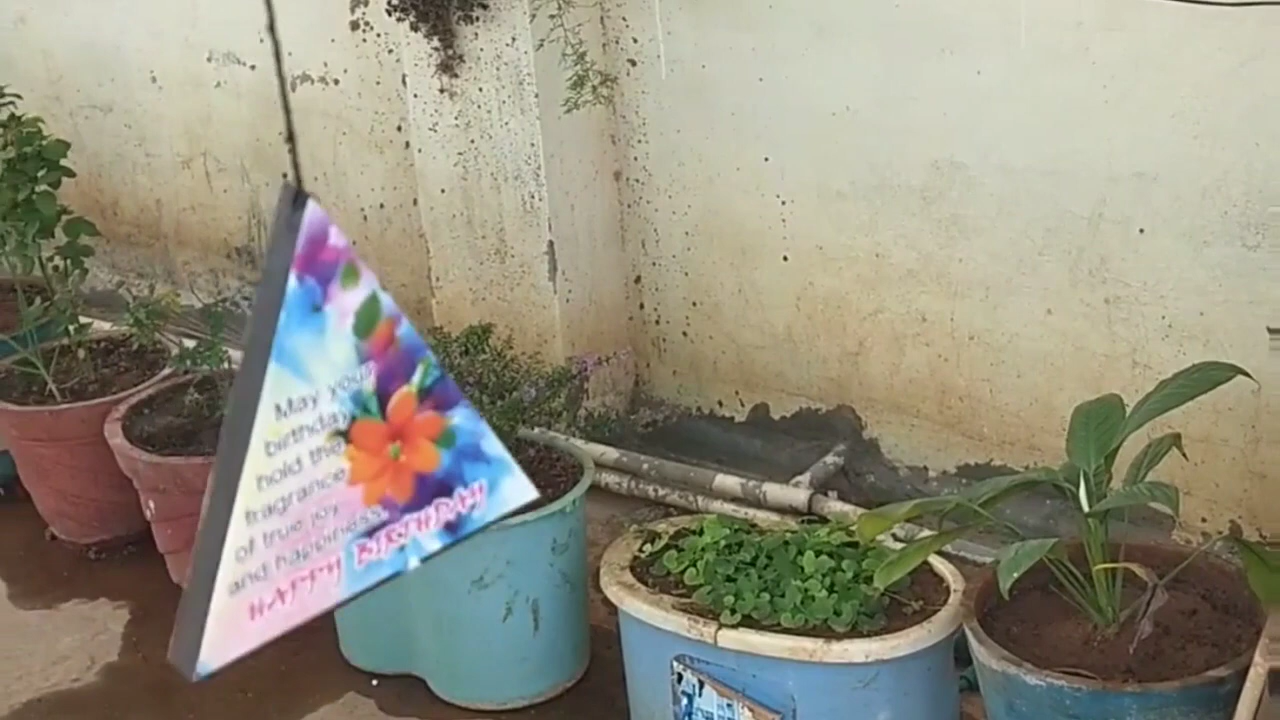 May your
birthday
hold the
fragrance
of true joy
and happiness.
HAPPY BIRTHDAY